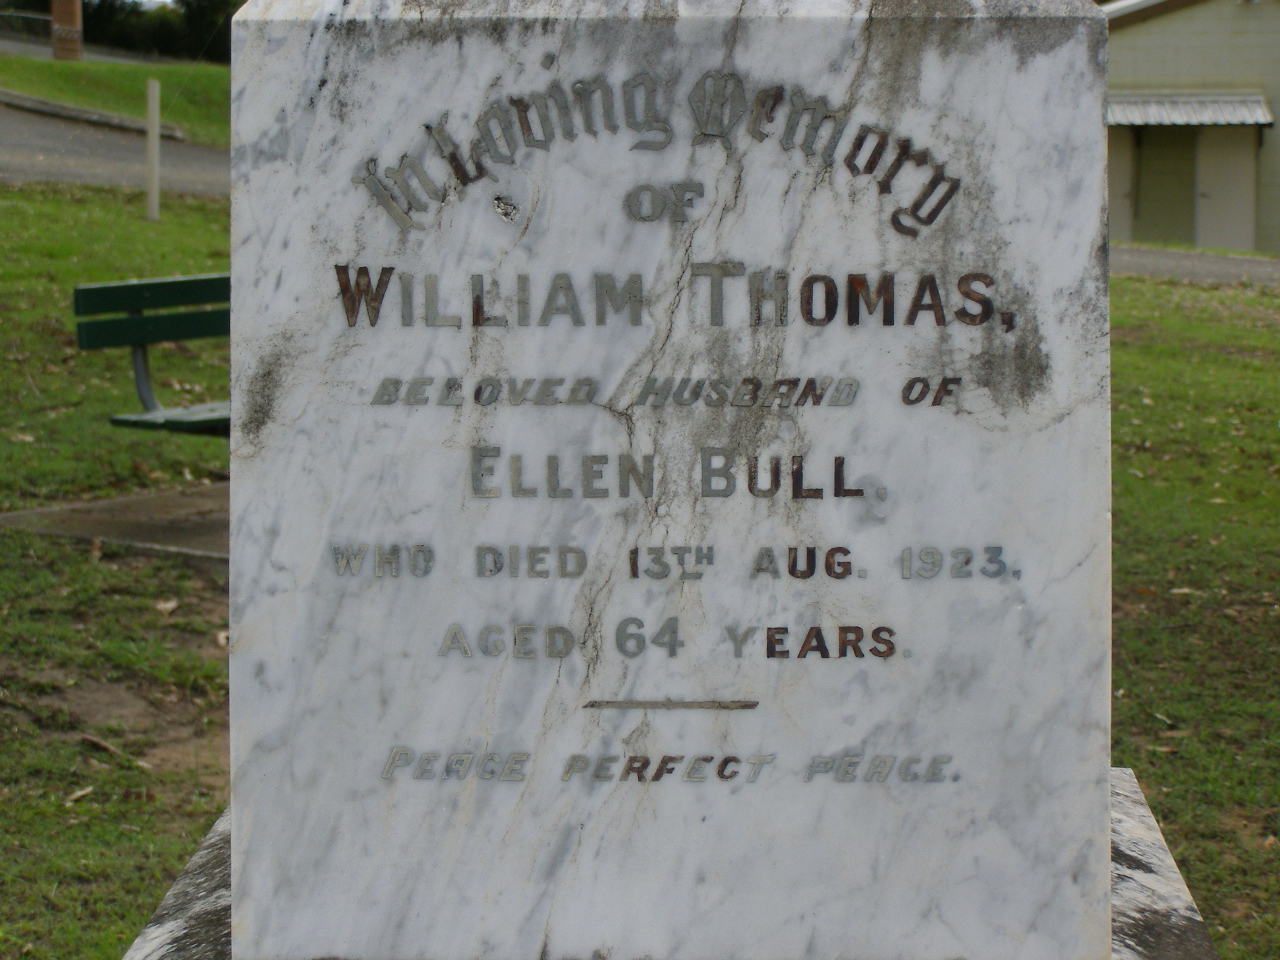 In Loving Memory
OF
WILLIAM THOMAS,
BELOVED HUSBAND OF
ELLEN BULL,
WHO DIED 13TH AUG. 1923,
AGED 64 YEARS.
PEACE PERFECT PEACE.